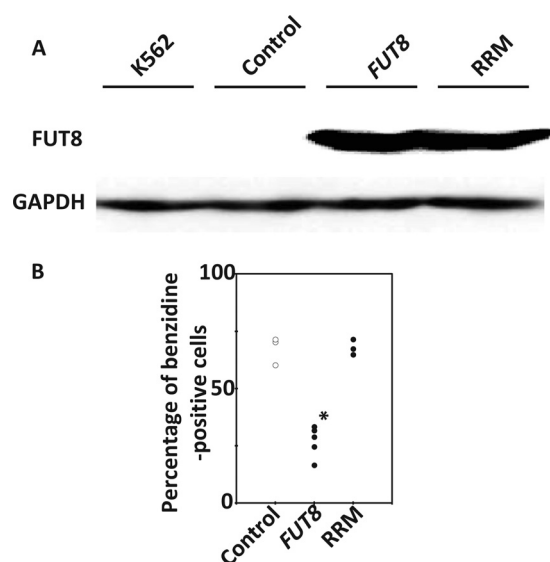 A
K562 Control FUT8 RRM
FUT8
GAPDH
B
100
50
0
Percentage of benzidine
-positive cells
*
Control FUT8 RRM